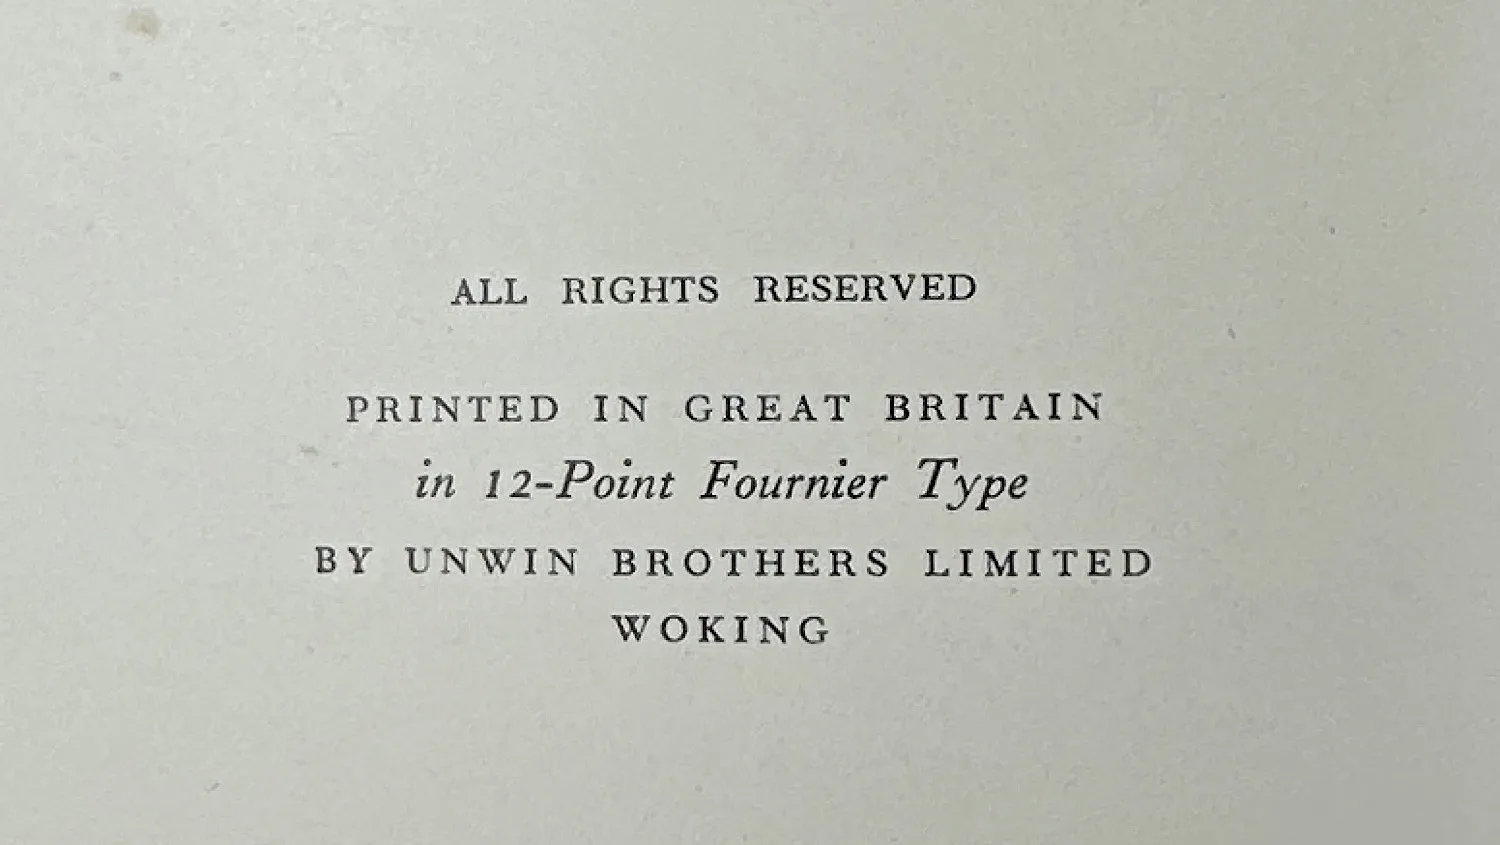 ALL RIGHTS RESERVED
PRINTED IN GREAT BRITAIN
in 12-Point Fournier Type
BY UNWIN BROTHERS LIMITED
WOKING